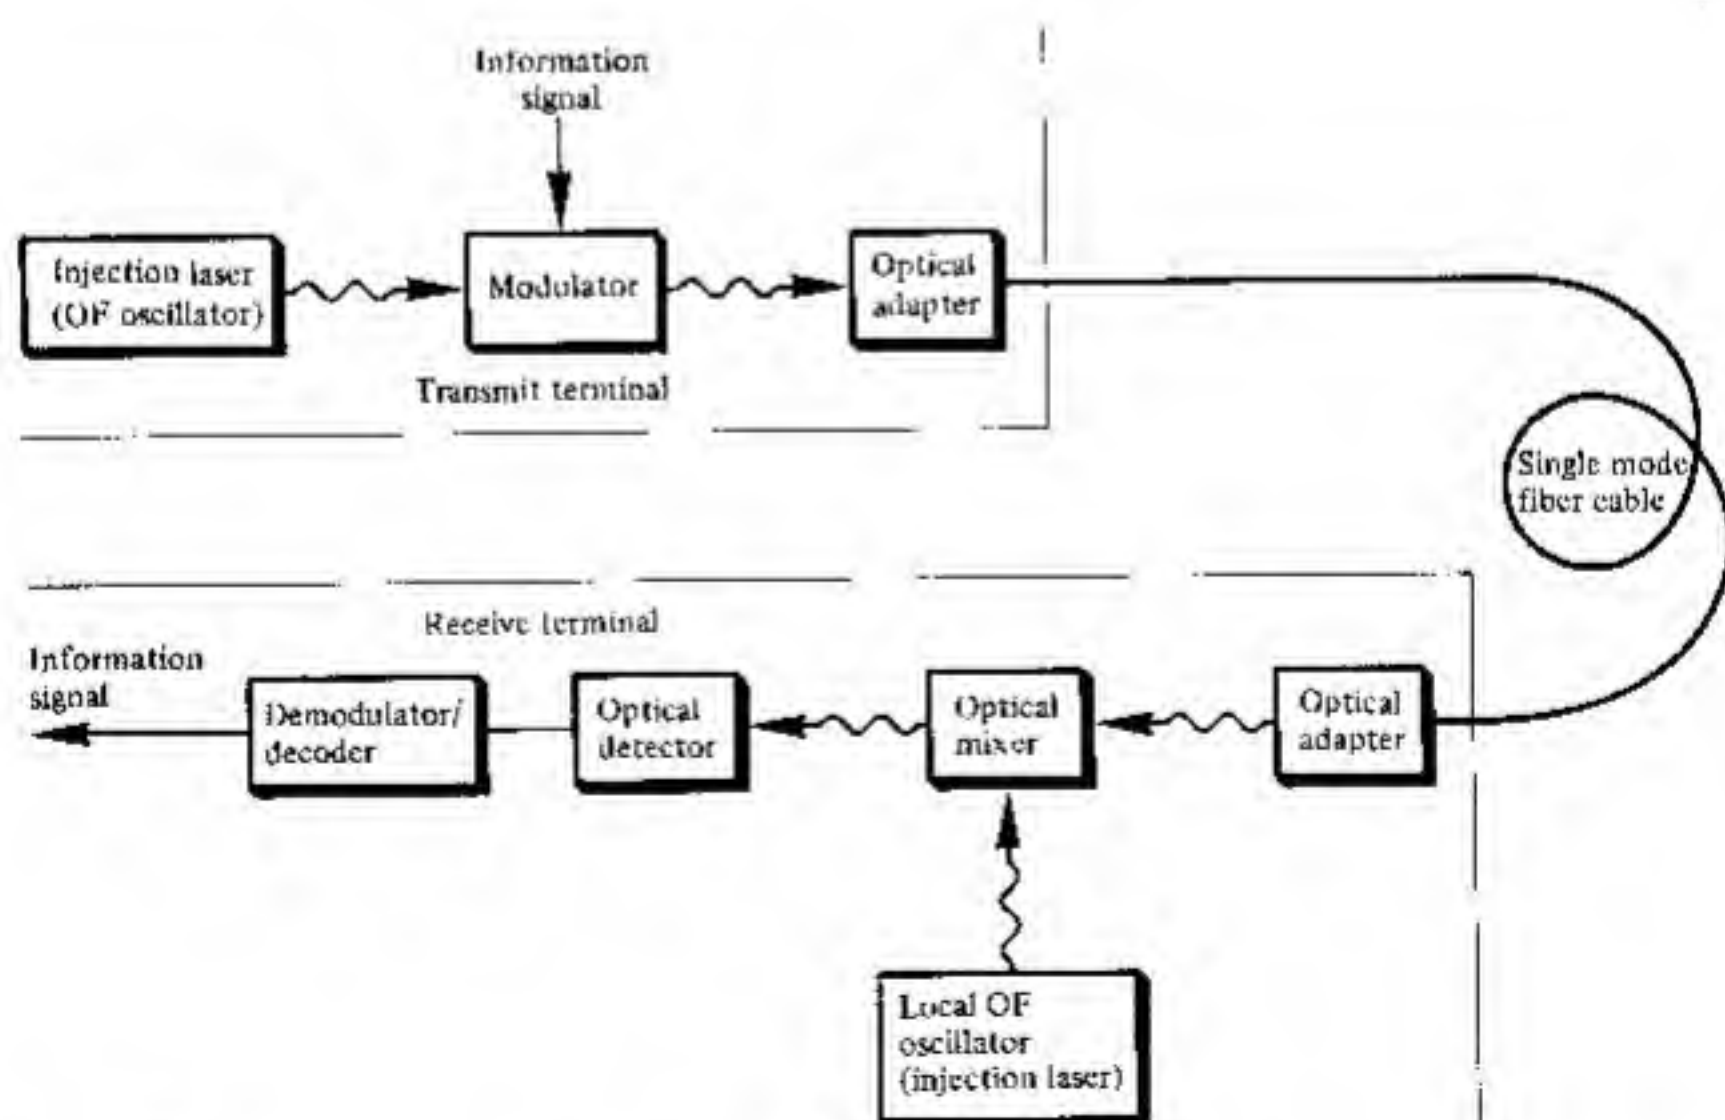 Information
signal
Injection laser
(OF oscillator)
Modulator
Optical
adapter
Transmit terminal
Single mode
fiber cable
Receive terminal
Information
signal
Demodulator/
decoder
Optical
detector
Optical
mixer
Optical
adapter
Local OF
oscillator
(injection laser)